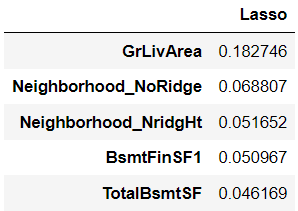 Lasso
GrLivArea 0.182746
Neighborhood_NoRidge 0.068807
Neighborhood_NridgHt 0.051652
BsmtFinSF1 0.050967
TotalBsmtSF 0.046169